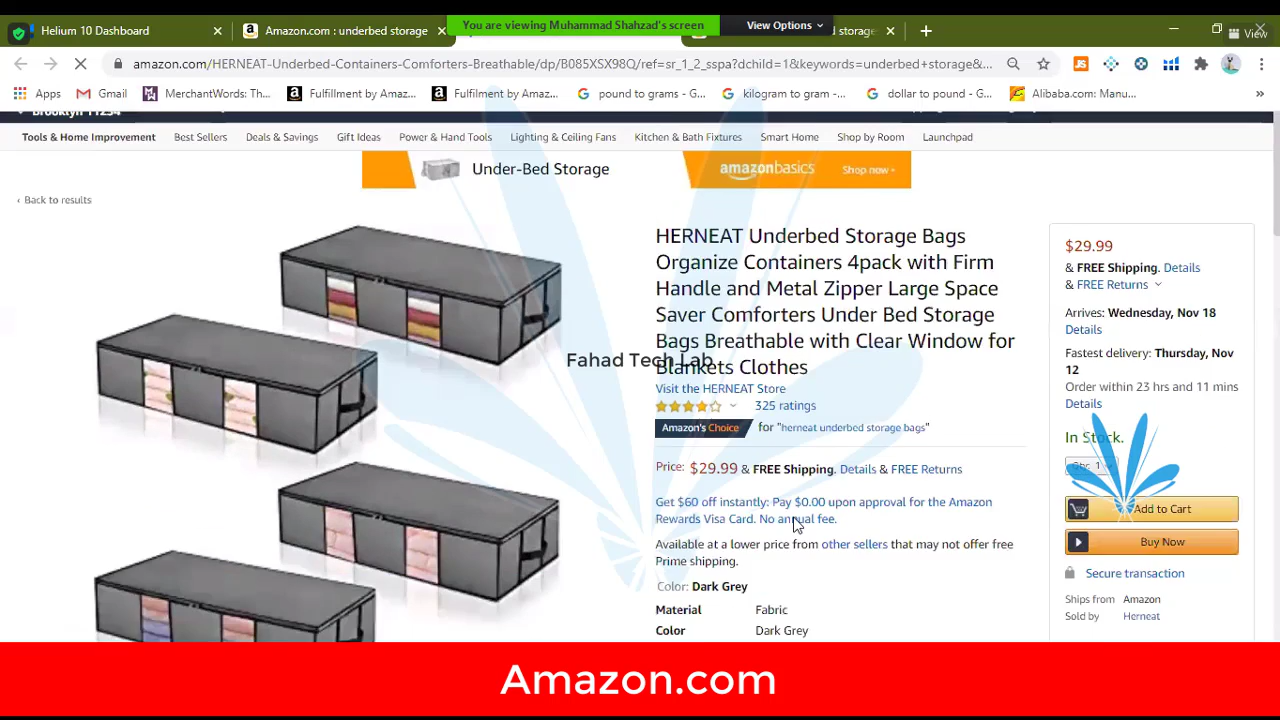 You are viewing Muhammad Shahzad's screen
View Options
Helium 10 Dashboard
Amazon.com : underbed storage
View
amazon.com/HERNEAT-Underbed-Containers-Comforters-Breathable/dp/B085XSX98Q/ref=sr_1_2_sspa?dchild=1&keywords=underbed+storage&...
Apps
Gmail
MerchantWords: Th...
Fulfillment by Amaz...
Fulfillment by Amaz...
pound to grams - G...
kilogram to gram -...
dollar to pound - G...
Alibaba.com: Manu...
Tools & Home Improvement
Best Sellers
Deals & Savings
Gift Ideas
Power & Hand Tools
Lighting & Ceiling Fans
Kitchen & Bath Fixtures
Smart Home
Shop by Room
Launchpad
Under-Bed Storage
amazonbasics
Shop now
‹ Back to results
HERNEAT Underbed Storage Bags
Organize Containers 4pack with Firm
Handle and Metal Zipper Large Space
Saver Comforters Under Bed Storage
Bags Breathable with Clear Window for
Blankets Clothes
Fahad Tech Lab
Visit the HERNEAT Store
325 ratings
Amazon's Choice for "herneat underbed storage bags"
Price: $29.99 & FREE Shipping. Details & FREE Returns
Get $60 off instantly: Pay $0.00 upon approval for the Amazon
Rewards Visa Card. No annual fee.
Available at a lower price from other sellers that may not offer free
Prime shipping.
Color: Dark Grey
Material Fabric
Color Dark Grey
$29.99
& FREE Shipping. Details
& FREE Returns
Arrives: Wednesday, Nov 18
Details
Fastest delivery: Thursday, Nov
12
Order within 23 hrs and 11 mins
Details
In Stock.
Qty: 1
Add to Cart
Buy Now
Secure transaction
Ships from Amazon
Sold by Herneat
Amazon.com